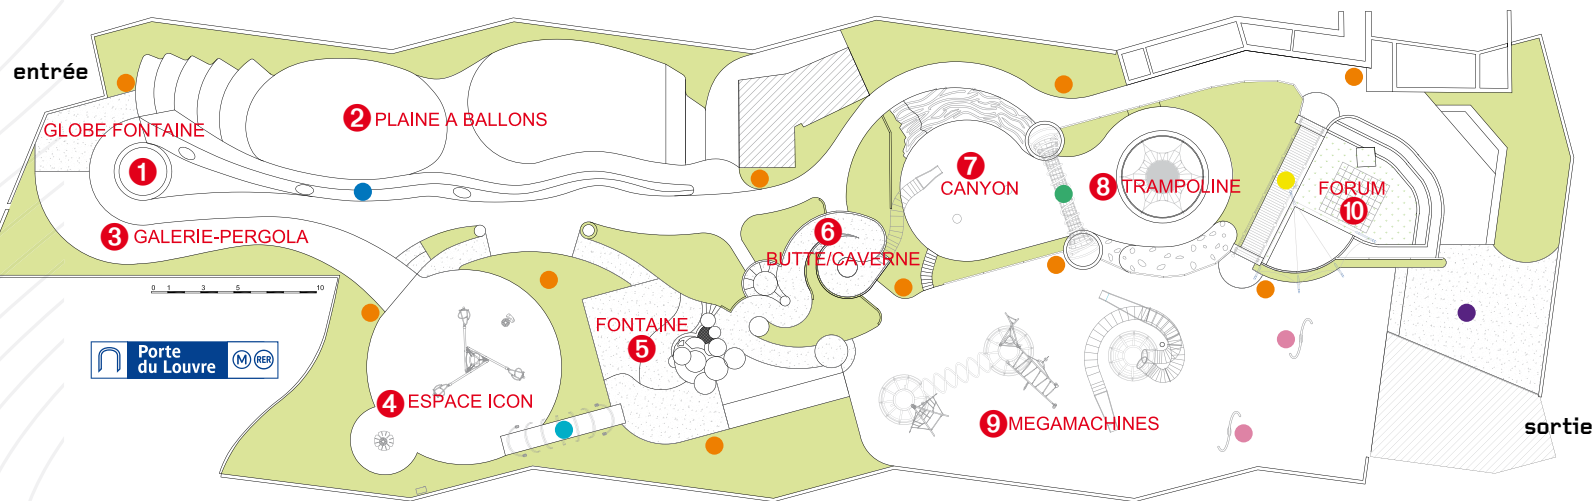 entrée
GLOBE FONTAINE
1
2 PLAINE A BALLONS
3 GALERIE-PERGOLA
0 1 3 5 10
Porte
du Louvre
M RER
4 ESPACE ICON
FONTAINE
5
6
BUTTE/CAVERNE
7
CANYON
8 TRAMPOLINE
FORUM
10
9 MEGAMACHINES
sortie